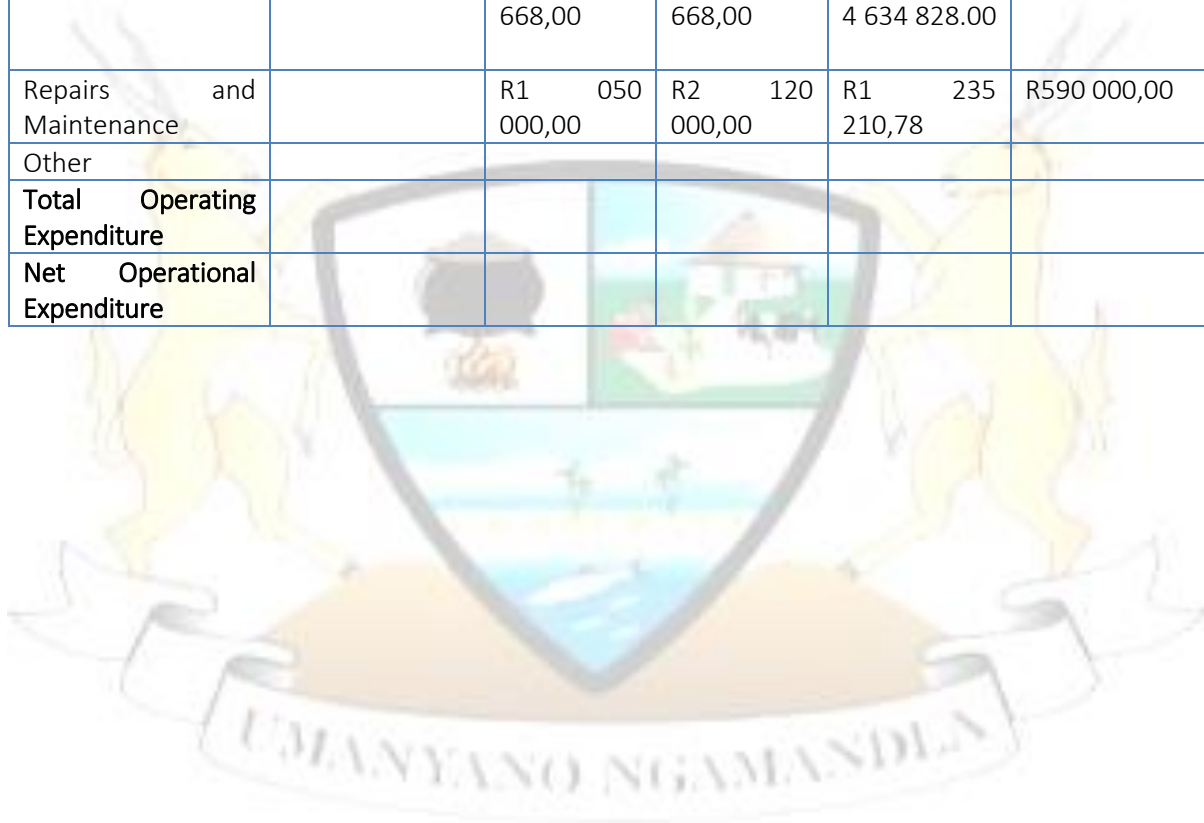 668,00 668,00 4 634 828.00
Repairs and R1 050 R2 120 R1 235 R590 000,00
Maintenance 000,00 000,00 210,78
Other
Total Operating
Expenditure
Net Operational
Expenditure
UMANYANO NGAMANDLA